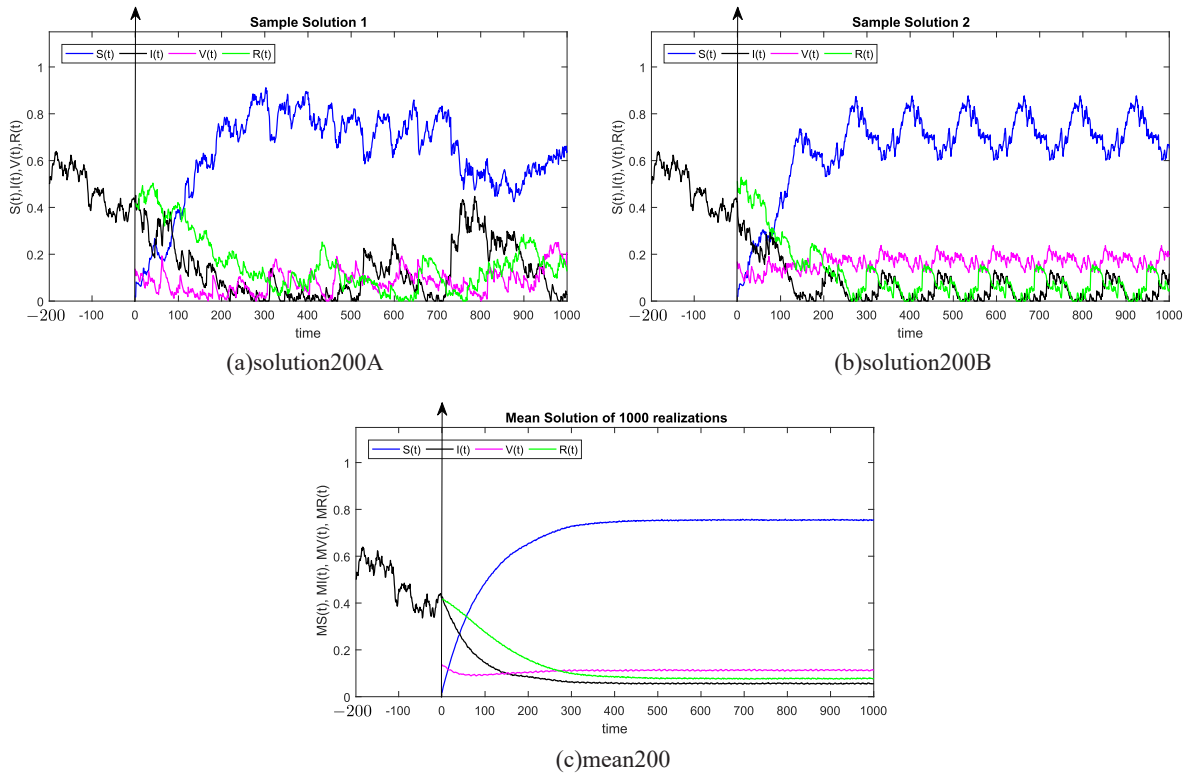 Sample Solution 1
S(t) I(t) V(t) R(t)
S(t),I(t),V(t),R(t)
1
0.8
0.6
0.4
0.2
0
−200 -100 0 100 200 300 400 500 600 700 800 900 1000
time
(a)solution200A
Sample Solution 2
S(t) I(t) V(t) R(t)
S(t),I(t),V(t),R(t)
1
0.8
0.6
0.4
0.2
0
−200 -100 0 100 200 300 400 500 600 700 800 900 1000
time
(b)solution200B
Mean Solution of 1000 realizations
S(t) I(t) V(t) R(t)
MS(t), MI(t), MV(t), MR(t)
1
0.8
0.6
0.4
0.2
0
−200 -100 0 100 200 300 400 500 600 700 800 900 1000
time
(c)mean200